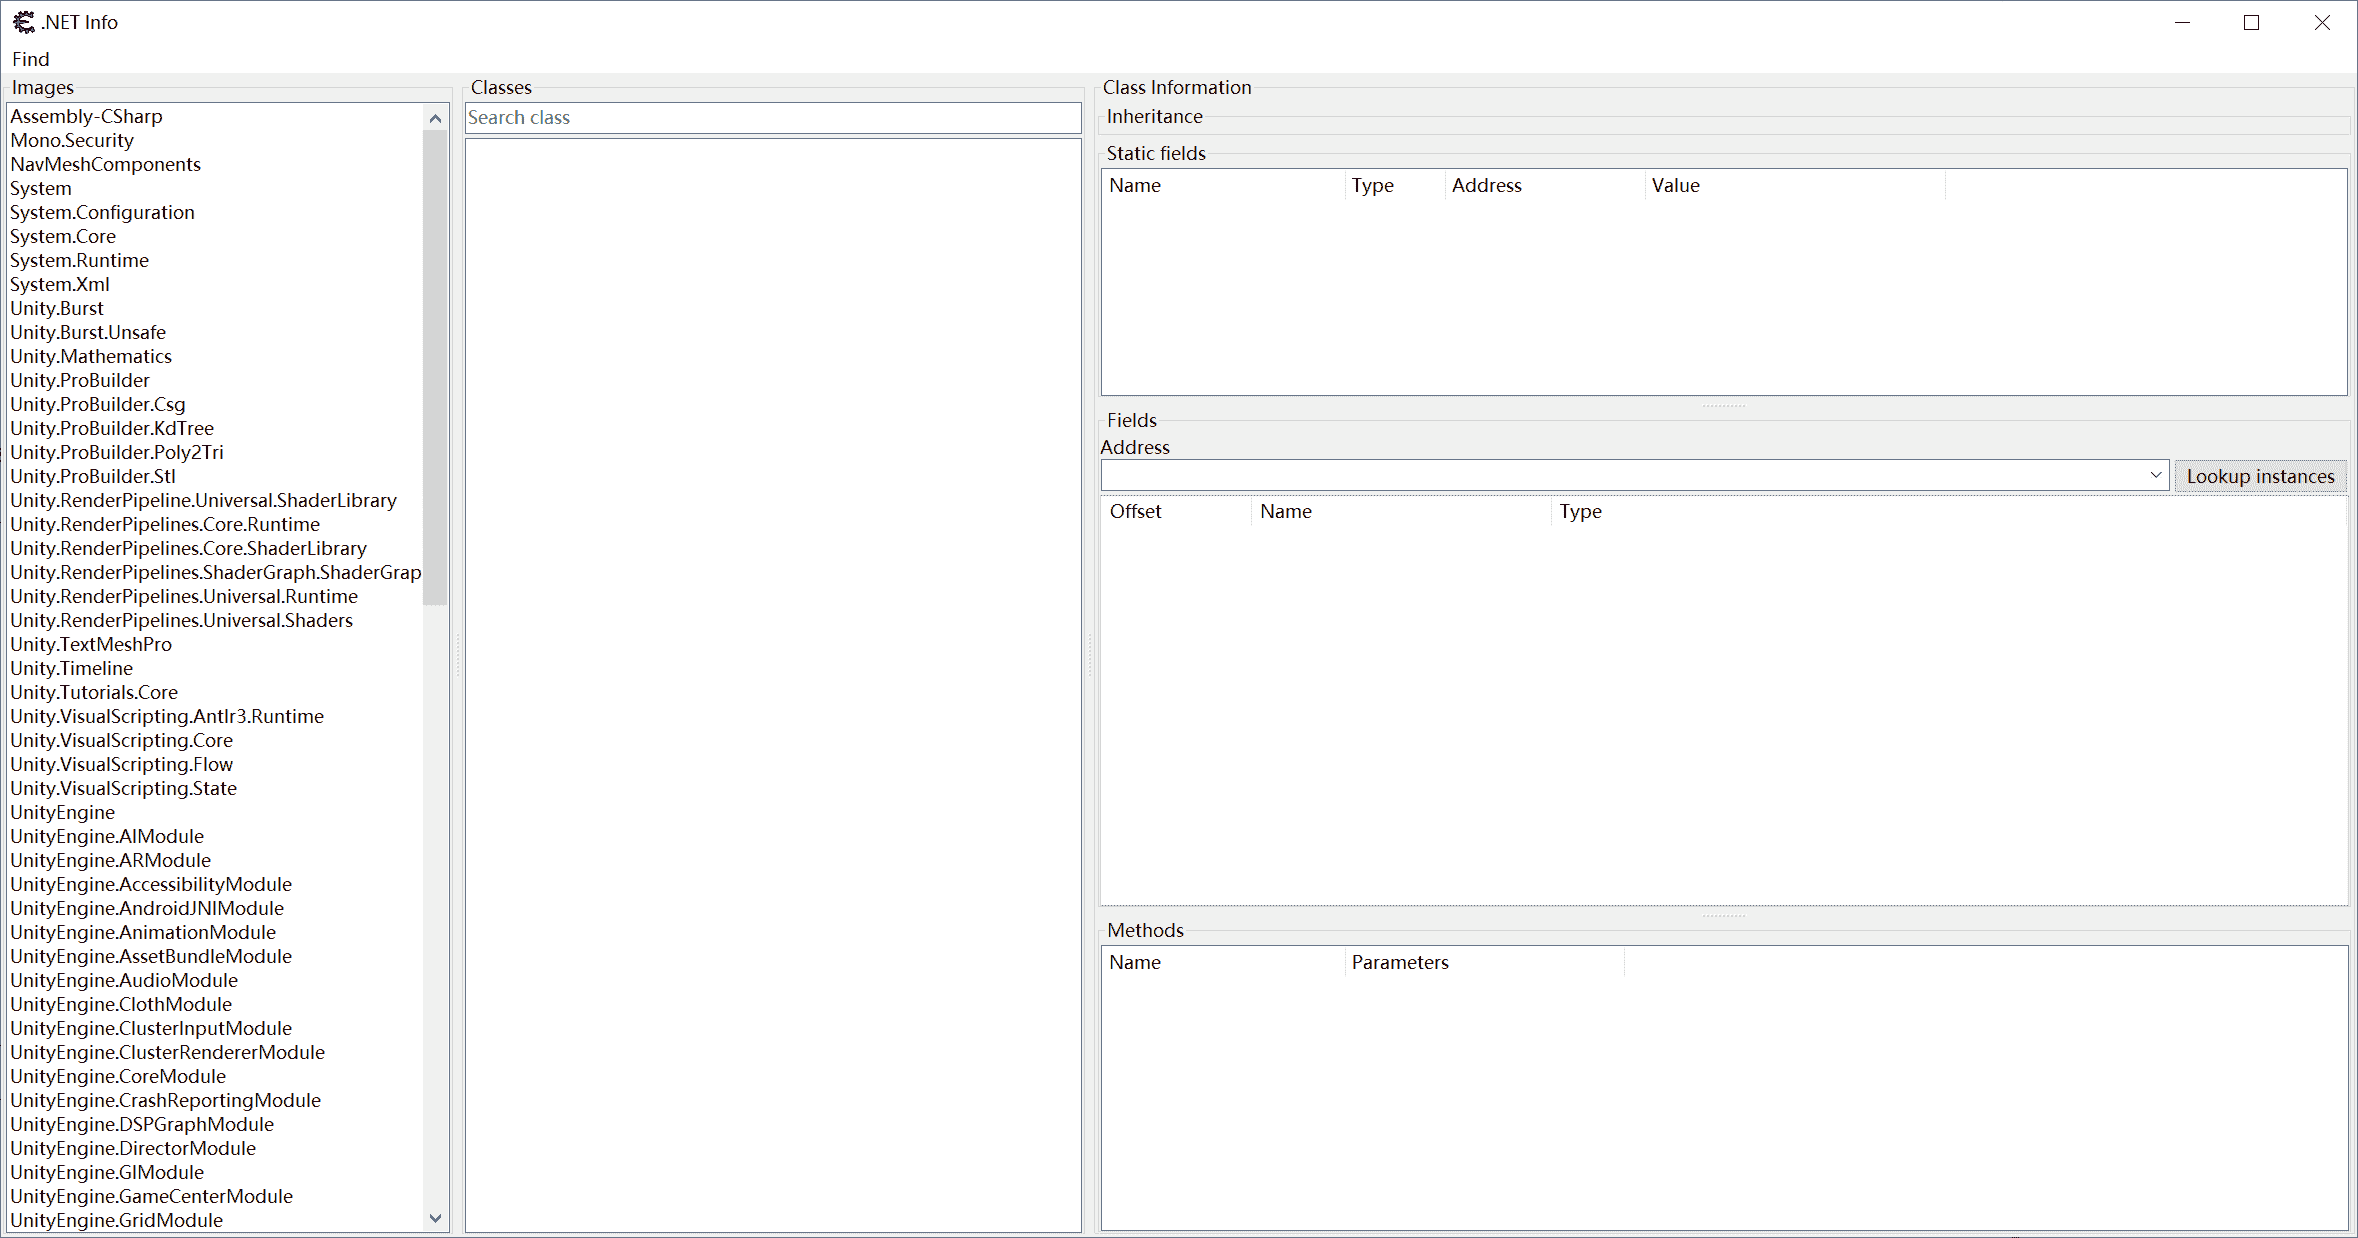 .NET Info
Find
Images
Assembly-CSharp
Mono.Security
NavMeshComponents
System
System.Configuration
System.Core
System.Runtime
System.Xml
Unity.Burst
Unity.Burst.Unsafe
Unity.Mathematics
Unity.ProBuilder
Unity.ProBuilder.Csg
Unity.ProBuilder.KdTree
Unity.ProBuilder.Poly2Tri
Unity.ProBuilder.Stl
Unity.RenderPipeline.Universal.ShaderLibrary
Unity.RenderPipelines.Core.Runtime
Unity.RenderPipelines.Core.ShaderLibrary
Unity.RenderPipelines.ShaderGraph.ShaderGrap
Unity.RenderPipelines.Universal.Runtime
Unity.RenderPipelines.Universal.Shaders
Unity.TextMeshPro
Unity.Timeline
Unity.Tutorials.Core
Unity.VisualScripting.Antlr3.Runtime
Unity.VisualScripting.Core
Unity.VisualScripting.Flow
Unity.VisualScripting.State
UnityEngine
UnityEngine.AIModule
UnityEngine.ARModule
UnityEngine.AccessibilityModule
UnityEngine.AndroidJNIModule
UnityEngine.AnimationModule
UnityEngine.AssetBundleModule
UnityEngine.AudioModule
UnityEngine.ClothModule
UnityEngine.ClusterInputModule
UnityEngine.ClusterRendererModule
UnityEngine.CoreModule
UnityEngine.CrashReportingModule
UnityEngine.DSPGraphModule
UnityEngine.DirectorModule
UnityEngine.GIModule
UnityEngine.GameCenterModule
UnityEngine.GridModule
Classes
Search class
Class Information
Inheritance
Static fields
Name Type Address Value
Fields
Address
Lookup instances
Offset Name Type
Methods
Name Parameters